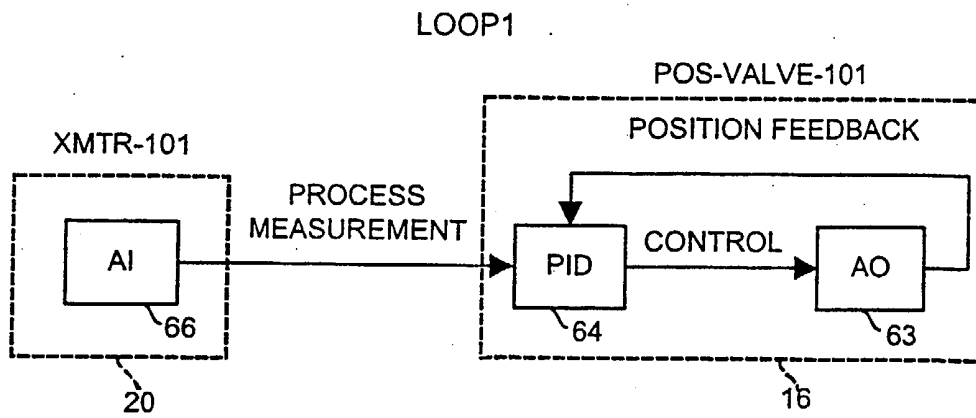 LOOP1
POS-VALVE-101
POSITION FEEDBACK
XMTR-101
PROCESS
MEASUREMENT
AI
PID
CONTROL
AO
66
64
63
20
16